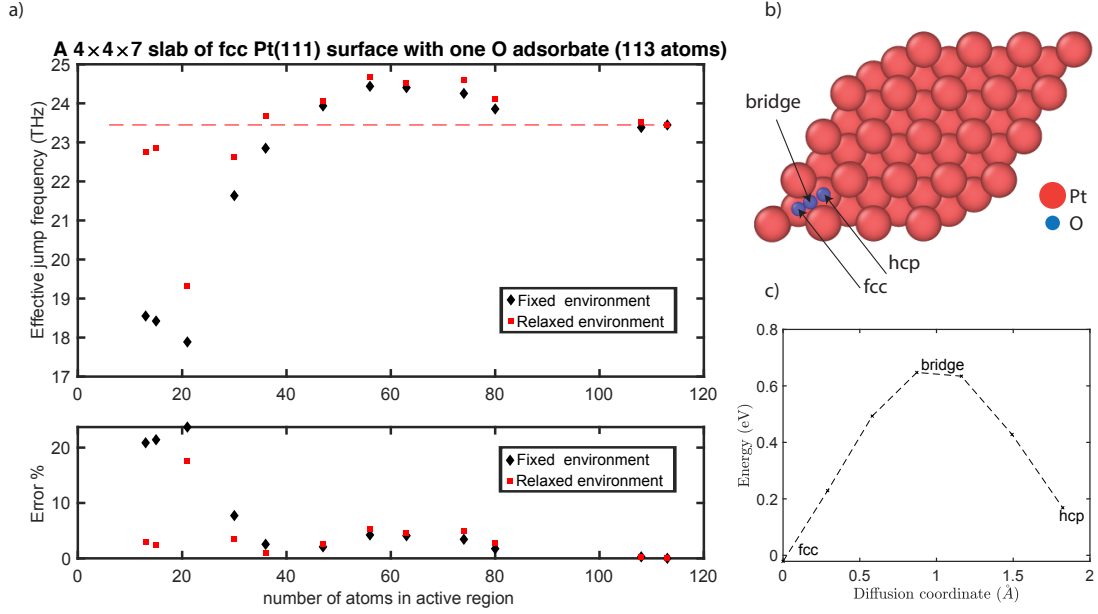 a)
A 4×4×7 slab of fcc Pt(111) surface with one O adsorbate (113 atoms)
Effective jump frequency (THz)
25
24
23
22
21
20
19
18
17
0 20 40 60 80 100 120
Fixed environment
Relaxed environment
Error %
20
10
0
0 20 40 60 80 100 120
Fixed environment
Relaxed environment
number of atoms in active region
b)
bridge
Pt
O
hcp
fcc
c)
Energy (eV)
0.8
0.6
0.4
0.2
0
bridge
fcc
hcp
0 0.5 1 1.5 2
Diffusion coordinate (Å)